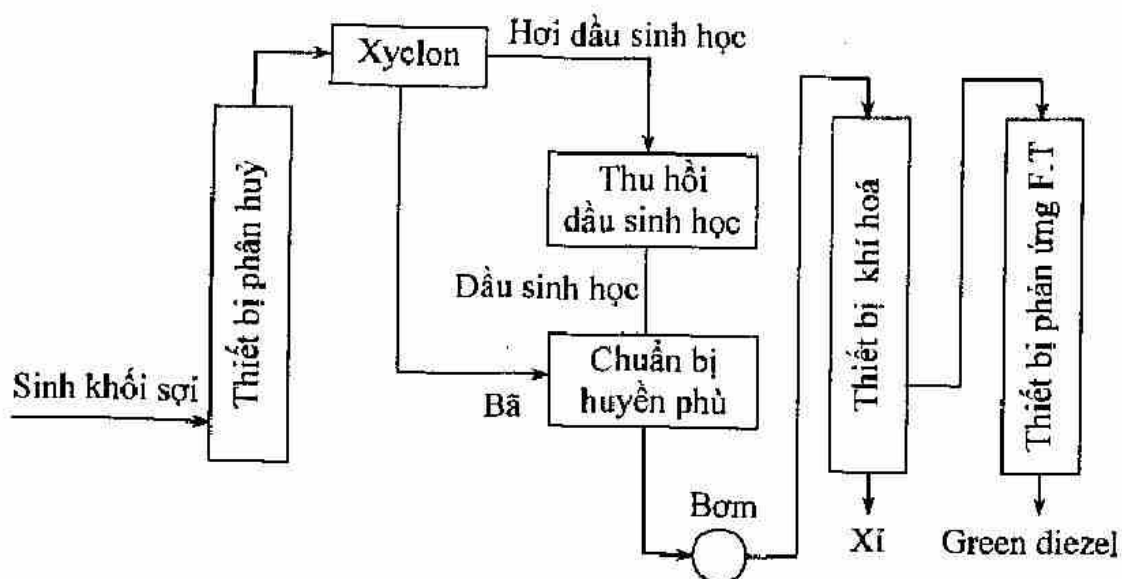 Hơi dầu sinh học
Xyclon
Thiết bị phân huỷ
Thu hồi
dầu sinh học
Dầu sinh học
Chuẩn bị
huyền phù
Sinh khối sợi
Bã
Bơm
Thiết bị khí hoá
Thiết bị phản ứng F.T
Xỉ
Green diezel